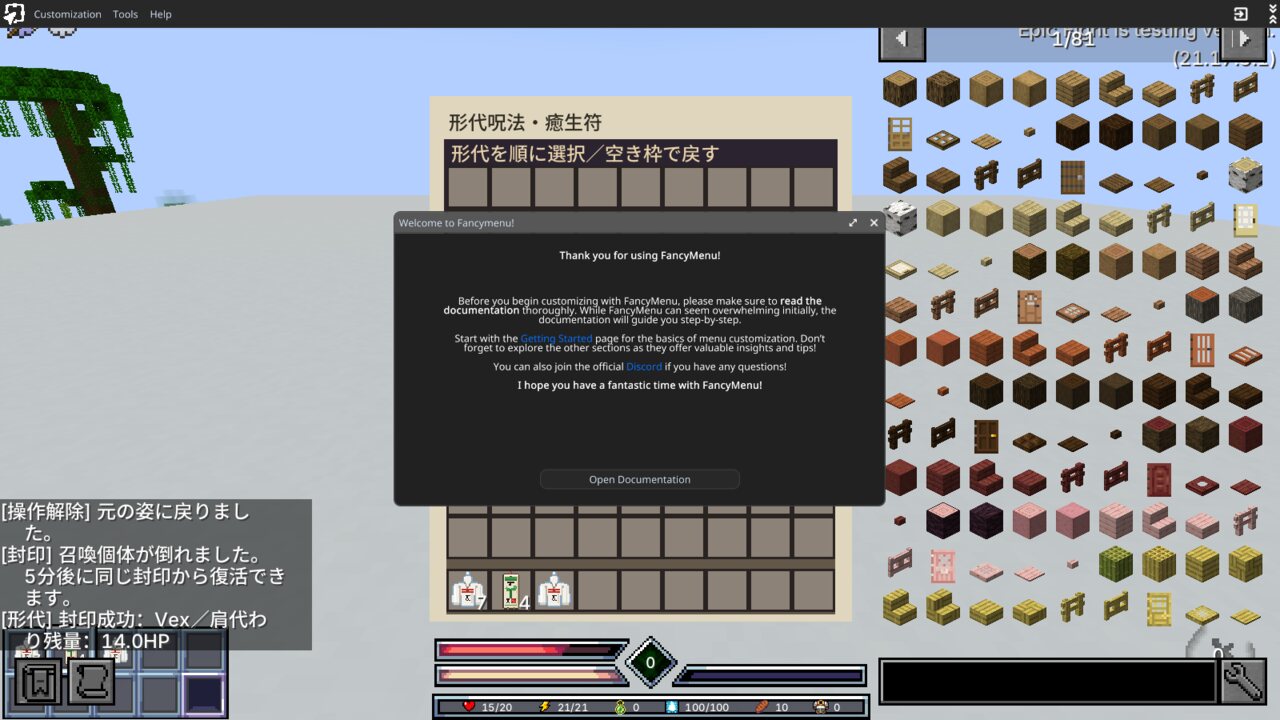 Customization Tools Help
1/81
形代呪法・癒生符
形代を順に選択／空き枠で戻す
Welcome to Fancymenu!
Thank you for using FancyMenu!
Before you begin customizing with FancyMenu, please make sure to read the
documentation thoroughly. While FancyMenu can seem overwhelming initially, the
documentation will guide you step-by-step.
Start with the Getting Started page for the basics of menu customization. Don't
forget to explore the other sections as they offer valuable insights and tips!
You can also join the official Discord if you have any questions!
I hope you have a fantastic time with FancyMenu!
Open Documentation
[操作解除] 元の姿に戻りまし
た。
[封印] 召喚個体が倒れました。
5分後に同じ封印から復活でき
ます。
[形代] 封印成功: Vex／肩代わ
り残量: 14.0HP
7 4
0
15/20 21/21 0 100/100 10 0